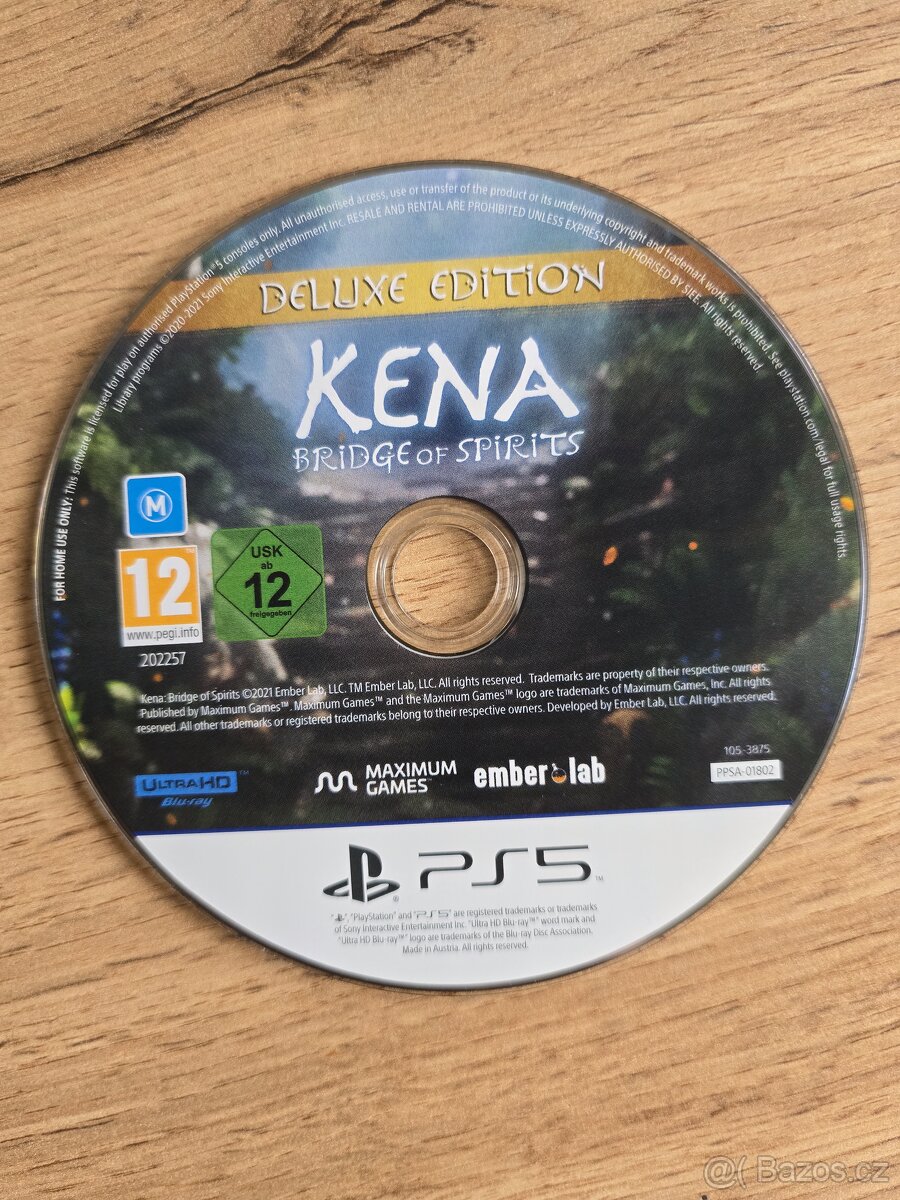 FOR HOME USE ONLY: This software is licensed for play on authorised PlayStation®5 consoles only. All unauthorised access, use or transfer of the product or its underlying copyright and trademark works is prohibited. See playstation.com/legal for full usage rights.
Library programs ©2020-2021 Sony Interactive Entertainment Inc. RESALE AND RENTAL ARE PROHIBITED UNLESS EXPRESSLY AUTHORISED BY SIEE. All rights reserved.
DELUXE EDITION
KENA
BRIDGE OF SPIRITS
M
12
www.pegi.info
USK
ab
12
freigegeben
202257
Kena: Bridge of Spirits ©2021 Ember Lab, LLC. TM Ember Lab, LLC. All rights reserved. Trademarks are property of their respective owners.
Published by Maximum Games™. Maximum Games™ and the Maximum Games™ logo are trademarks of Maximum Games, Inc. All rights
reserved. All other trademarks or registered trademarks belong to their respective owners. Developed by Ember Lab, LLC. All rights reserved.
105-3875
PPSA-01802
ULTRA HD™
Blu-ray
MAXIMUM
GAMES™
ember lab
PS5™
"PlayStation" and "PS5" are registered trademarks or trademarks
of Sony Interactive Entertainment Inc. "Ultra HD Blu-ray™" word mark and
"Ultra HD Blu-ray™" logo are trademarks of the Blu-ray Disc Association.
Made in Austria. All rights reserved.
@( Bazos.cz